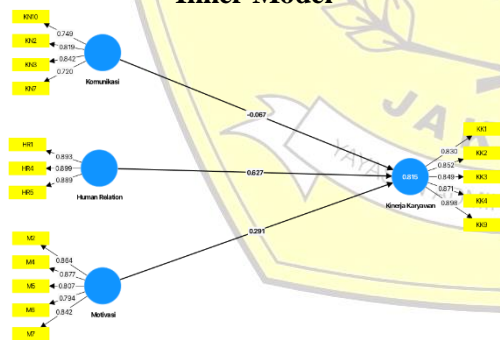 Inner Model
KN10
KN2
KN3
KN7
0.749
0.819
0.842
0.720
Komunikasi
-0.067
HR1
HR4
HR5
0.893
0.899
0.889
Human Relation
0.627
M2
M4
M5
M6
M7
0.884
0.877
0.807
0.794
0.842
Motivasi
0.291
0.815
Kinerja Karyawan
0.830
0.852
0.849
0.871
0.898
KK1
KK2
KK3
KK4
KK9
JAKA